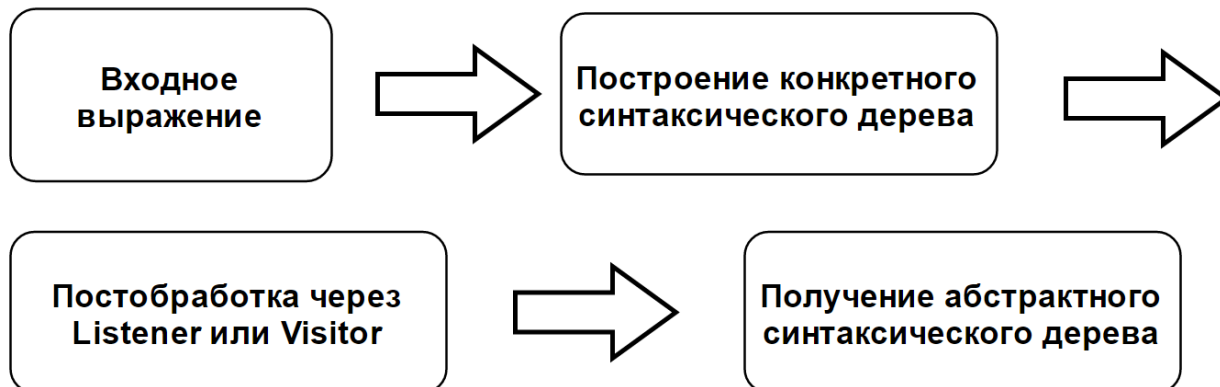 Входное
выражение
Построение конкретного
синтаксического дерева
Постобработка через
Listener или Visitor
Получение абстрактного
синтаксического дерева